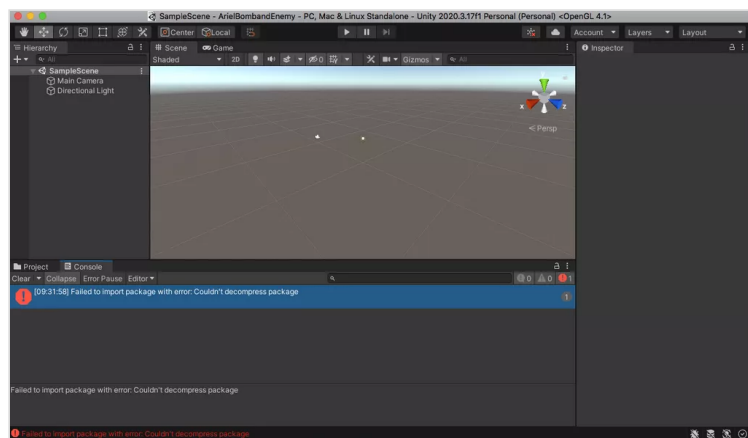 SampleScene - ArielBombandEnemy - PC, Mac & Linux Standalone - Unity 2020.3.17f1 Personal (Personal) <OpenGL 4.1>
Center Local Account Layers Layout
Hierarchy
All
SampleScene
Main Camera
Directional Light
Scene Game
Shaded 2D 0 Gizmos All
y
x z
Persp
Inspector
Project Console
Clear Collapse Error Pause Editor 0 0 1
[09:31:58] Failed to import package with error: Couldn't decompress package
1
Failed to import package with error: Couldn't decompress package
Failed to import package with error: Couldn't decompress package